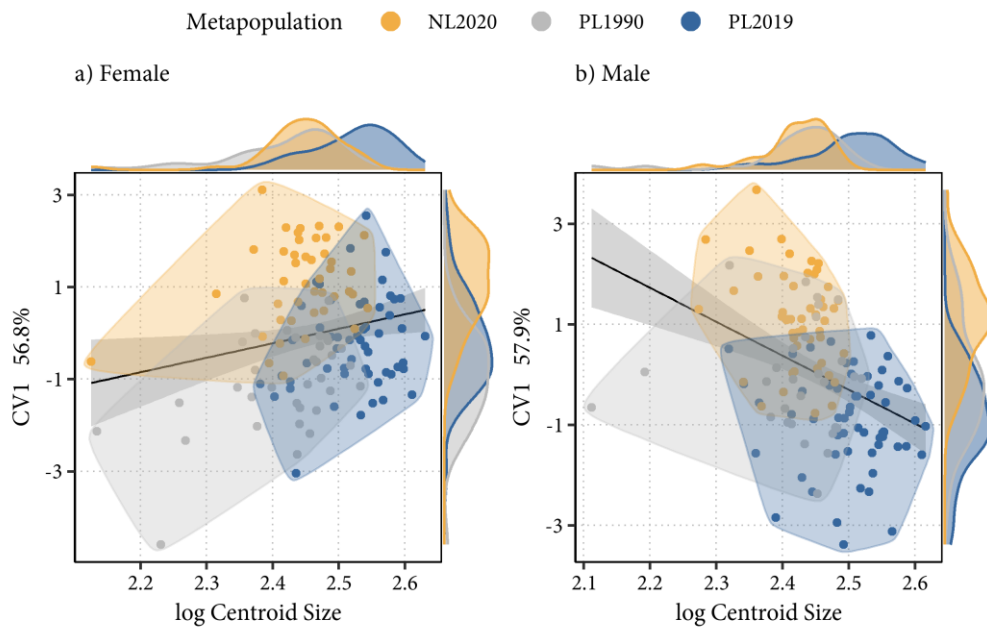 Metapopulation NL2020 PL1990 PL2019
a) Female
b) Male
3
1
-1
-3
CV1 56.8%
2.2 2.3 2.4 2.5 2.6
log Centroid Size
3
1
-1
-3
CV1 57.9%
2.1 2.2 2.3 2.4 2.5 2.6
log Centroid Size